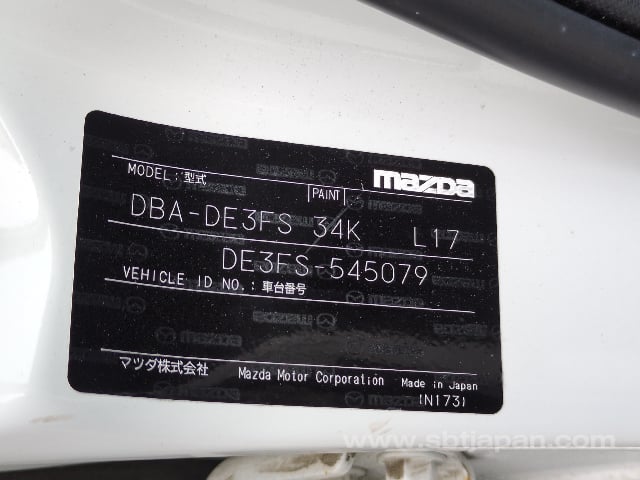 mazda
MODEL: 型式 PAINT
DBA-DE3FS 34K L17
DE3FS-545079
VEHICLE ID NO.: 車台番号
マツダ株式会社 Mazda Motor Corporation Made in Japan
(N173)
www.sbtjapan.com